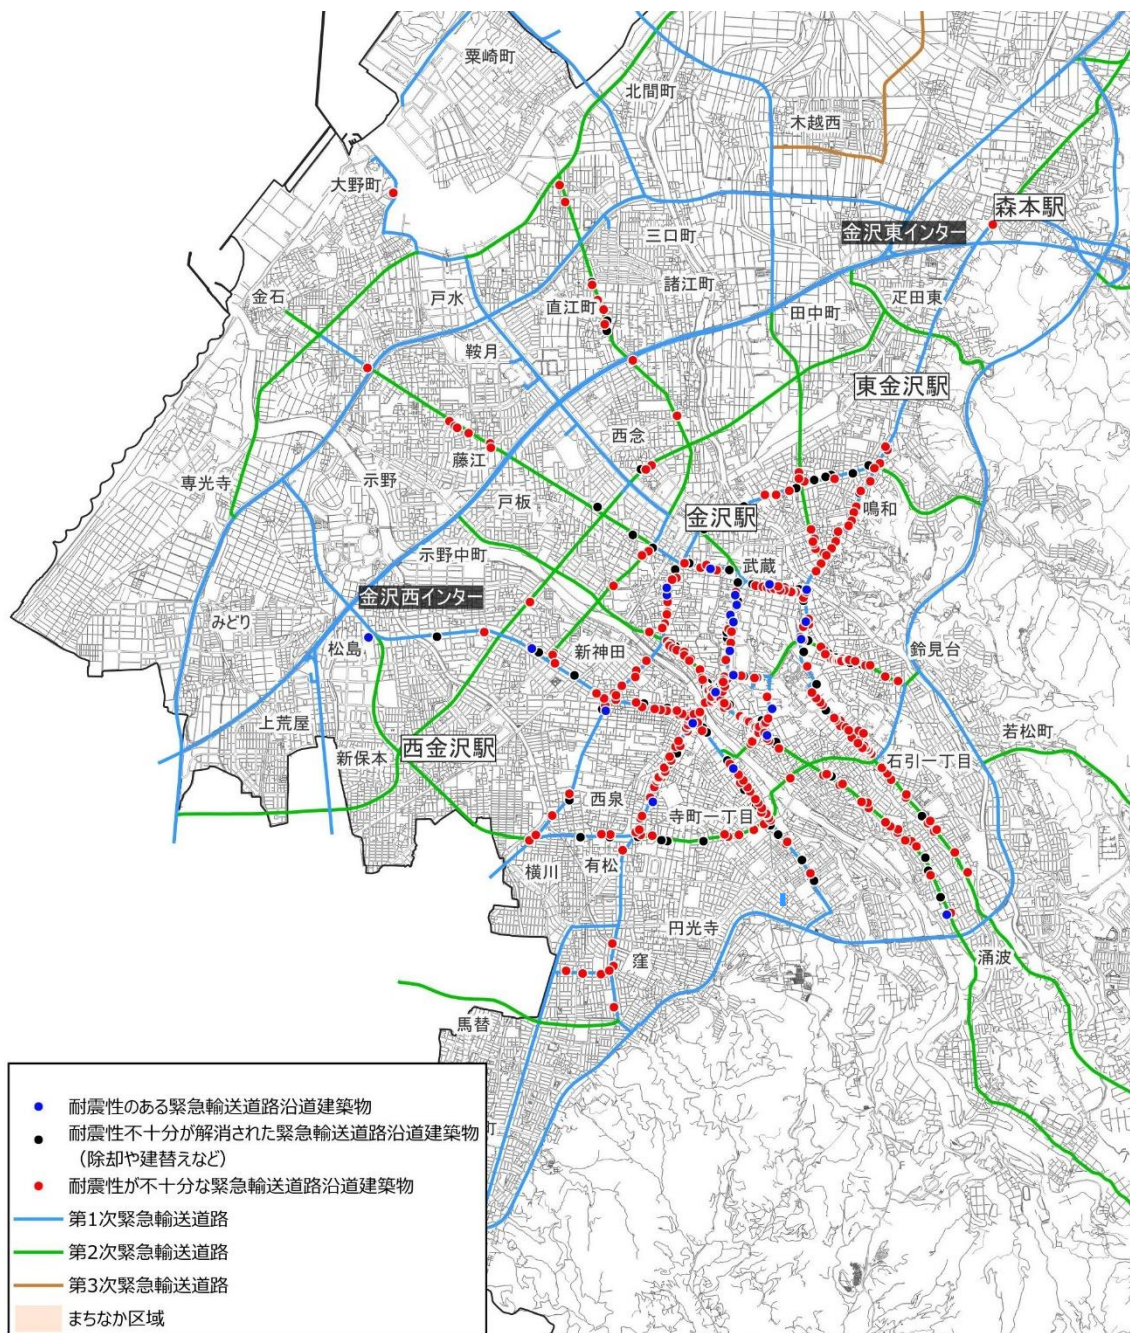 粟崎町
北間町
木越西
大野町
森本駅
金沢東インター
三口町
諸江町
疋田東
金石
戸水
直江町
田中町
鞍月
東金沢駅
西念
藤江
専光寺
示野
戸板
鳴和
金沢駅
示野中町
武蔵
金沢西インター
みどり
松島
新神田
鈴見台
上荒屋
新保本
西金沢駅
若松町
石引一丁目
西泉
寺町一丁目
横川
有松
円光寺
窪
涌波
馬替
町
耐震性のある緊急輸送道路沿道建築物
耐震性不十分が解消された緊急輸送道路沿道建築物
（除却や建替えなど）
耐震性が不十分な緊急輸送道路沿道建築物
第1次緊急輸送道路
第2次緊急輸送道路
第3次緊急輸送道路
まちなか区域